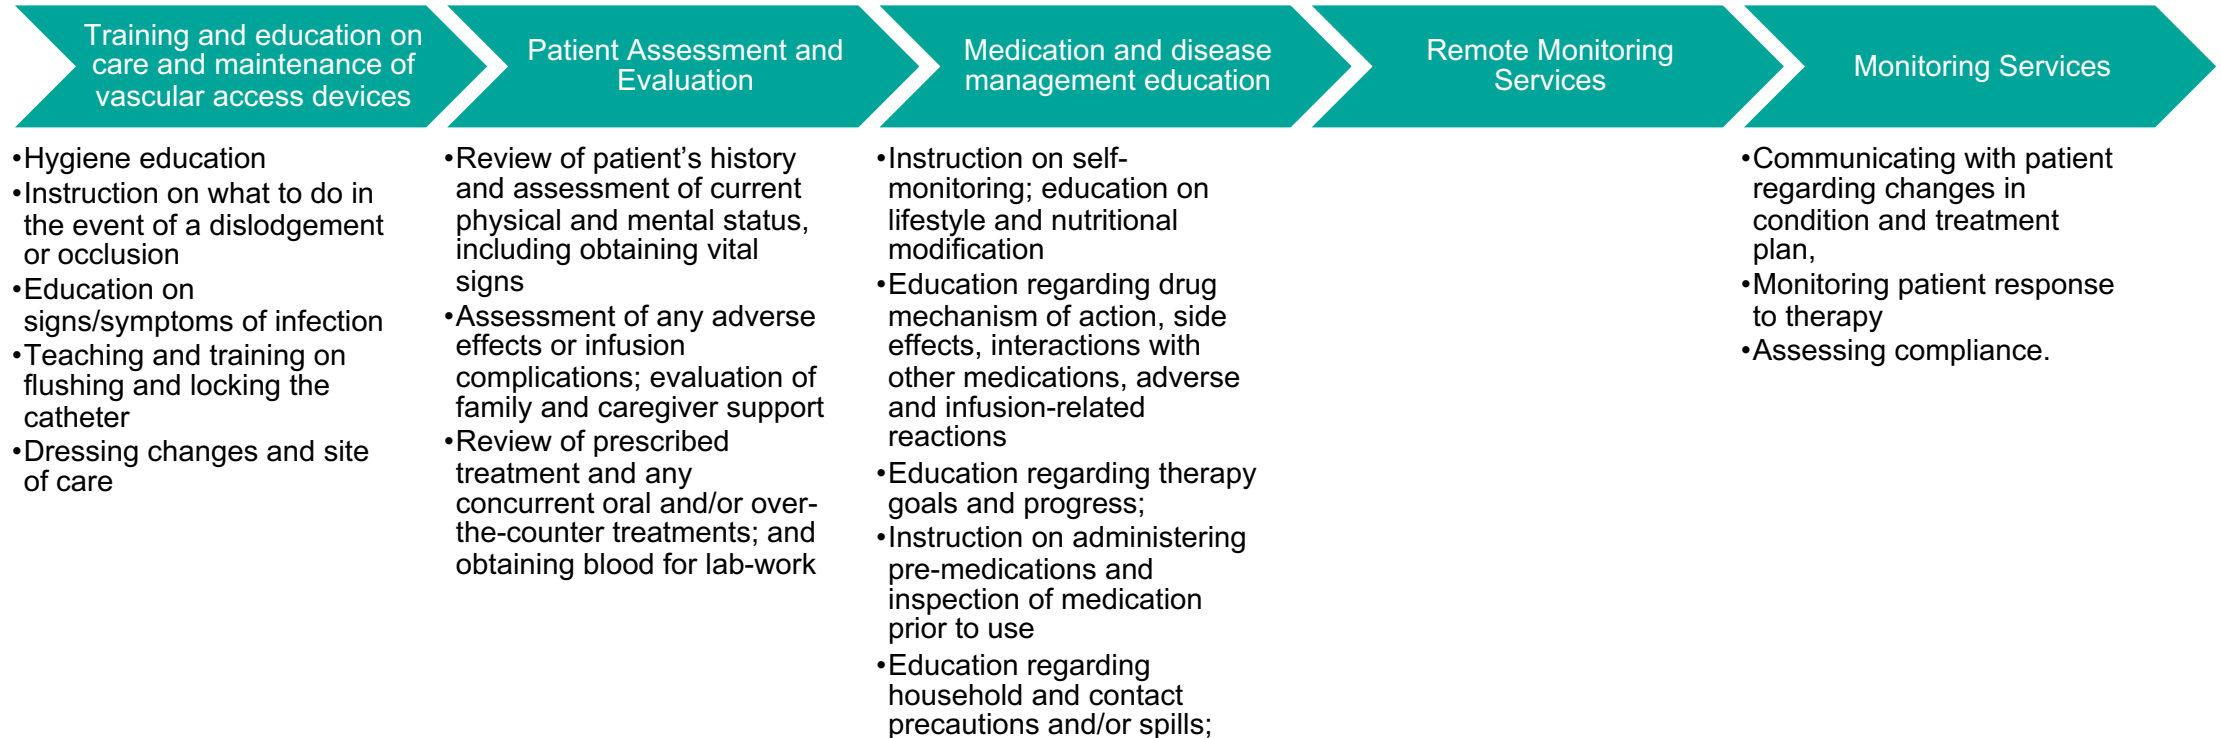 Training and education on
care and maintenance of
vascular access devices
•Hygiene education
•Instruction on what to do in
the event of a dislodgement
or occlusion
•Education on
signs/symptoms of infection
•Teaching and training on
flushing and locking the
catheter
•Dressing changes and site
of care
Patient Assessment and
Evaluation
•Review of patient’s history
and assessment of current
physical and mental status,
including obtaining vital
signs
•Assessment of any adverse
effects or infusion
complications; evaluation of
family and caregiver support
•Review of prescribed
treatment and any
concurrent oral and/or over-
the-counter treatments; and
obtaining blood for lab-work
Medication and disease
management education
•Instruction on self-
monitoring; education on
lifestyle and nutritional
modification
•Education regarding drug
mechanism of action, side
effects, interactions with
other medications, adverse
and infusion-related
reactions
•Education regarding therapy
goals and progress;
•Instruction on administering
pre-medications and
inspection of medication
prior to use
•Education regarding
household and contact
precautions and/or spills;
Remote Monitoring
Services
Monitoring Services
•Communicating with patient
regarding changes in
condition and treatment
plan,
•Monitoring patient response
to therapy
•Assessing compliance.